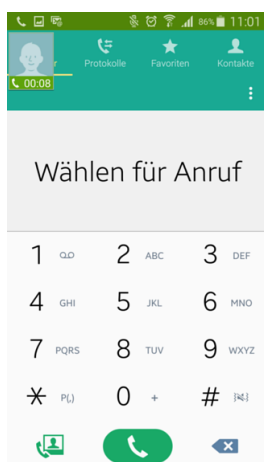 86% 11:01
r Protokolle Favoriten Kontakte
00:08
Wählen für Anruf
1 2 ABC 3 DEF
4 GHI 5 JKL 6 MNO
7 PQRS 8 TUV 9 WXYZ
* P(,) 0 + #